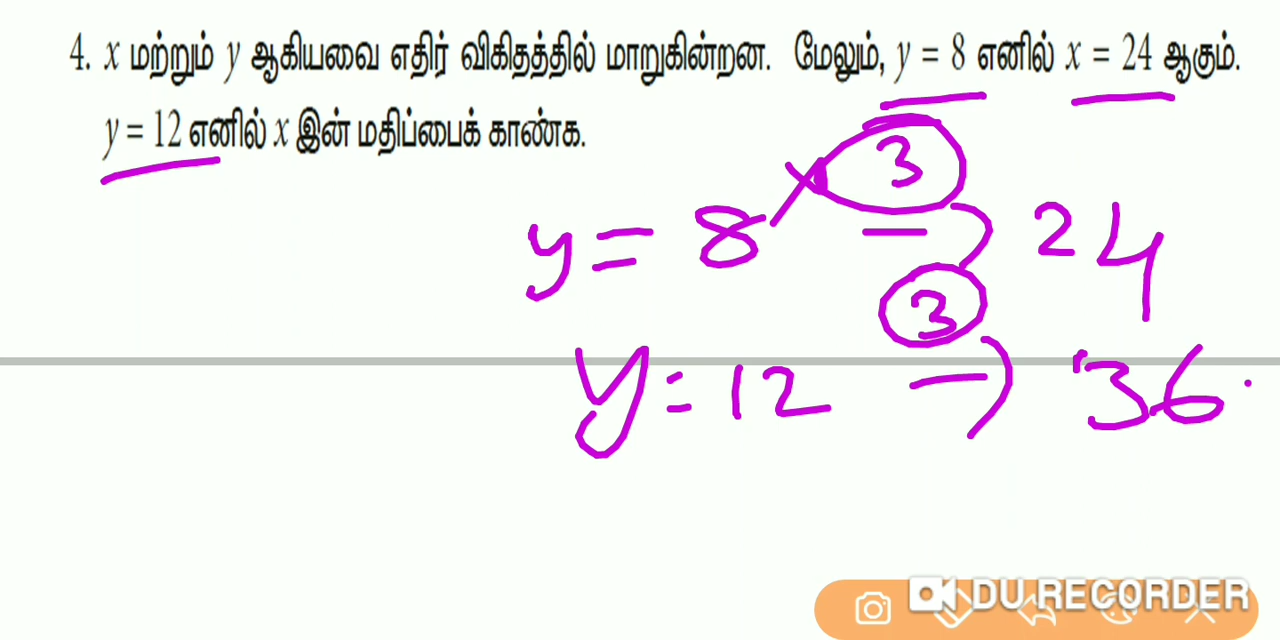 4. x மற்றும் y ஆகியவை எதிர் விகிதத்தில் மாறுகின்றன. மேலும், y = 8 எனில் x = 24 ஆகும்.
y = 12 எனில் x இன் மதிப்பைக் காண்க.
3
y = 8 → 24
3
y = 12 → 36
DU RECORDER